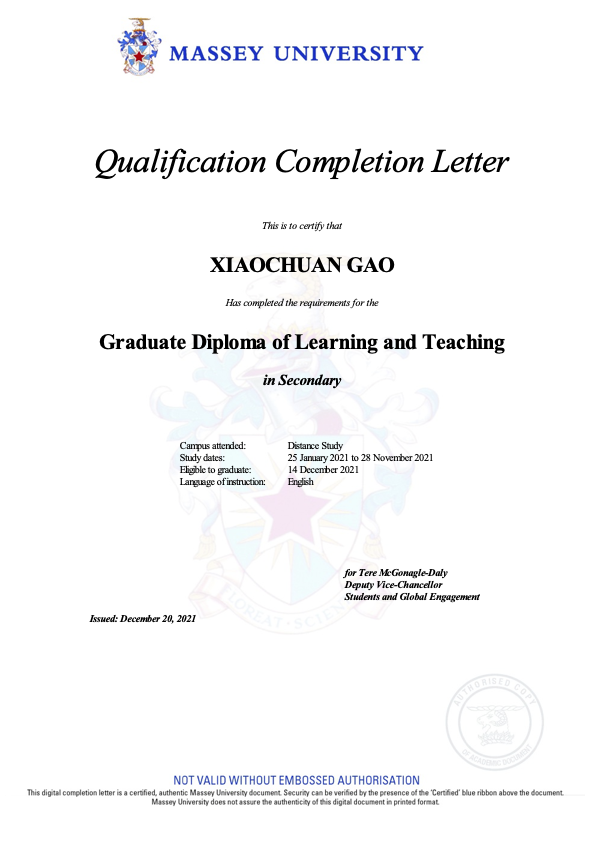 MASSEY UNIVERSITY
Qualification Completion Letter
This is to certify that
XIAOCHUAN GAO
Has completed the requirements for the
Graduate Diploma of Learning and Teaching
in Secondary
Campus attended: Distance Study
Study dates: 25 January 2021 to 28 November 2021
Eligible to graduate: 14 December 2021
Language of instruction: English
for Tere McGonagle-Daly
Deputy Vice-Chancellor
Students and Global Engagement
FLOREAT SCIENTIA
Issued: December 20, 2021
AUTHORISED COPY
OF ACADEMIC DOCUMENT
NOT VALID WITHOUT EMBOSSED AUTHORISATION
This digital completion letter is a certified, authentic Massey University document. Security can be verified by the presence of the 'Certified' blue ribbon above the document.
Massey University does not assure the authenticity of this digital document in printed format.